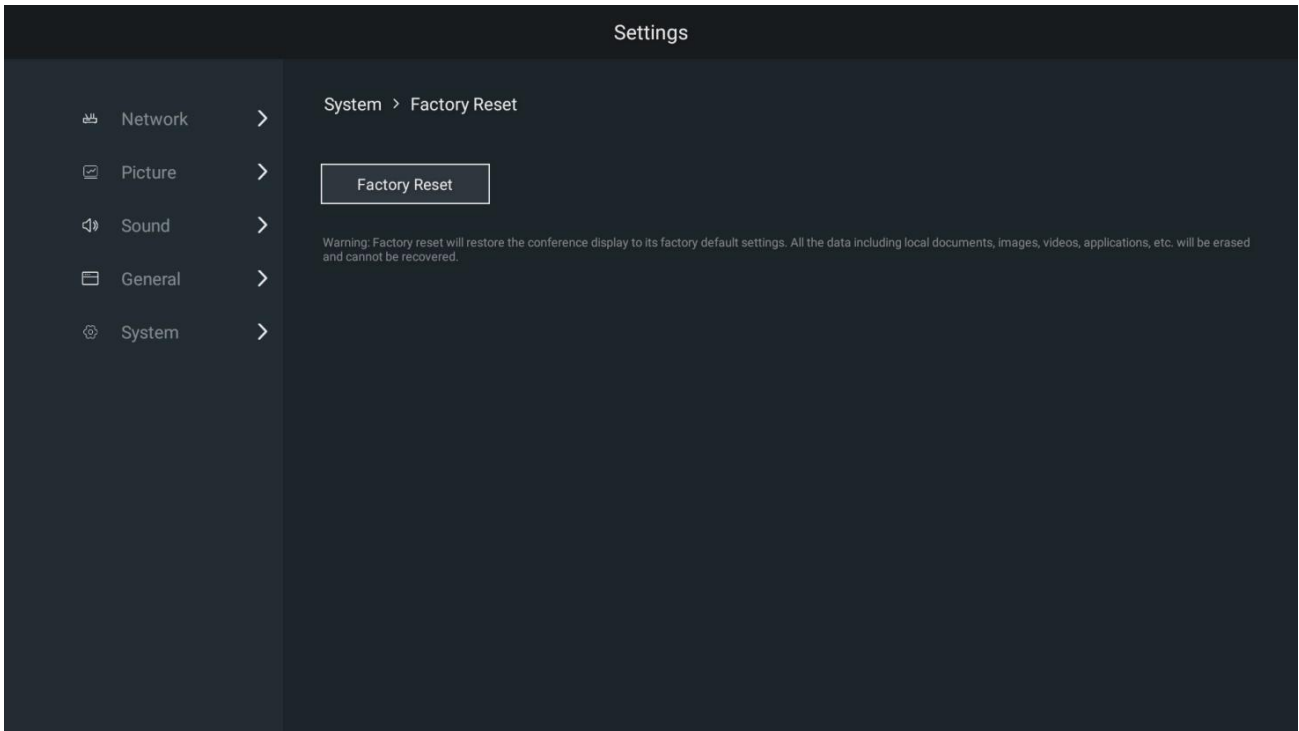 Settings
Network
Picture
Sound
General
System
System > Factory Reset
Factory Reset
Warning: Factory reset will restore the conference display to its factory default settings. All the data including local documents, images, videos, applications, etc. will be erased
and cannot be recovered.